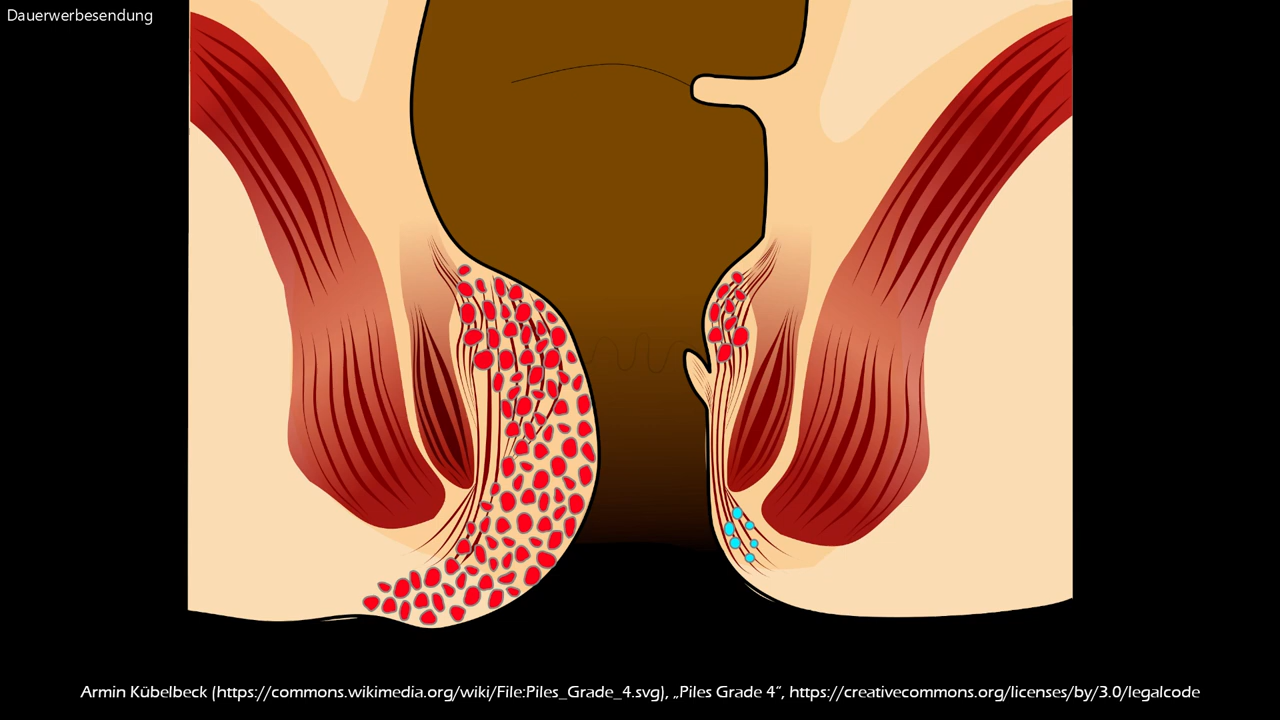 Dauerwerbesendung
Armin Kübelbeck (https://commons.wikimedia.org/wiki/File:Piles_Grade_4.svg), „Piles Grade 4“, https://creativecommons.org/licenses/by/3.0/legalcode